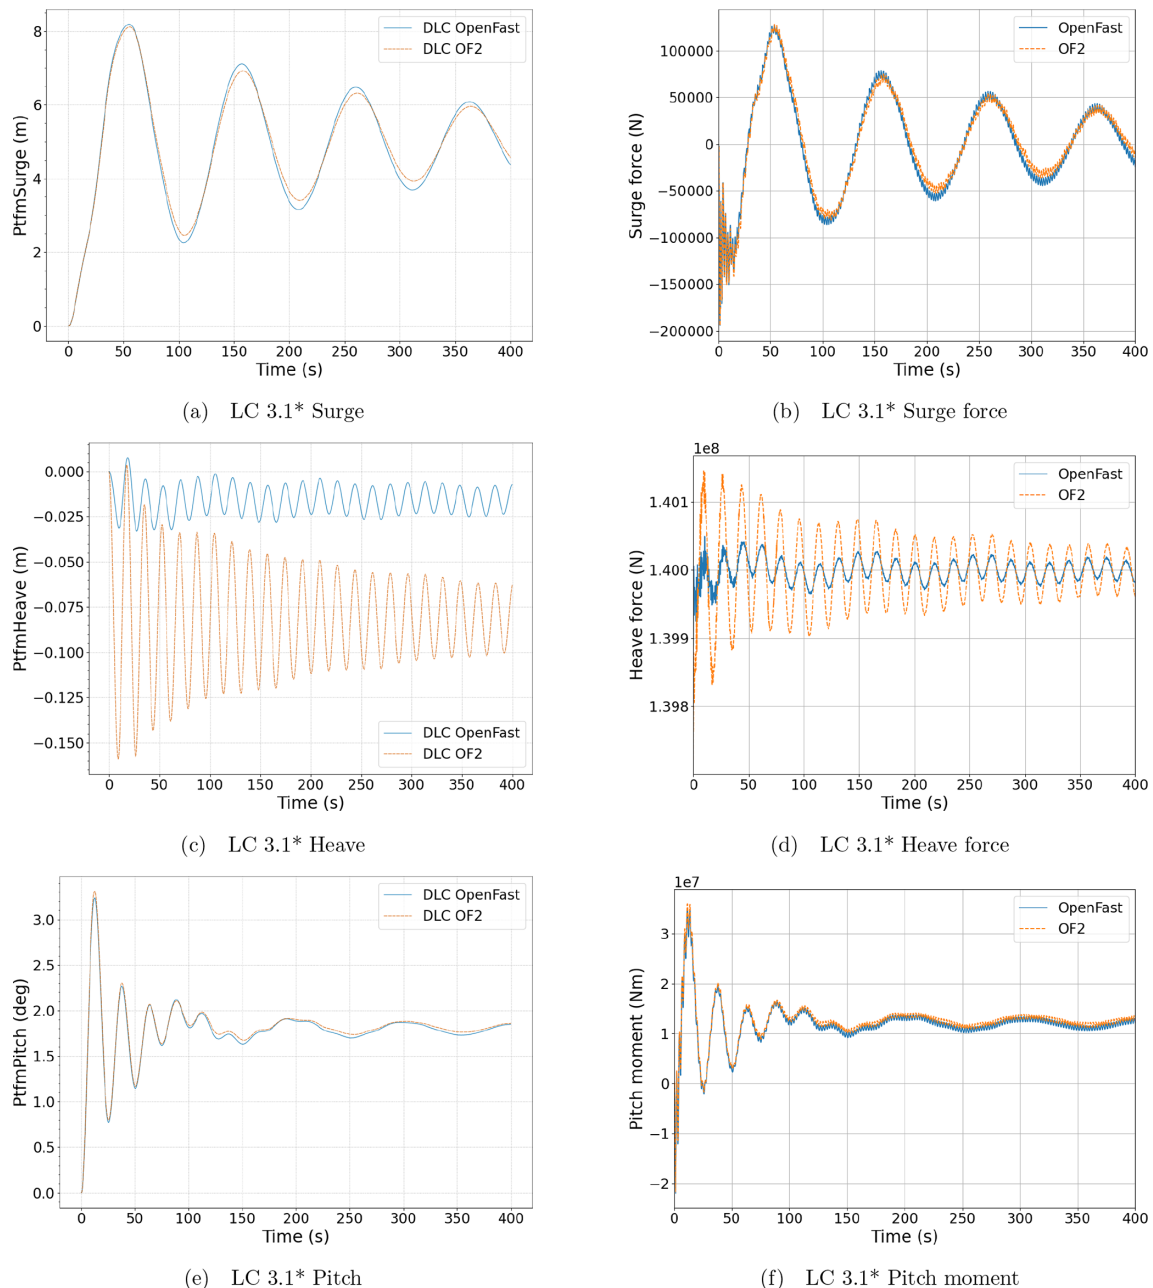 8
6
4
2
0
PtfmSurge (m)
DLC OpenFast
DLC OF2
0 50 100 150 200 250 300 350 400
Time (s)
(a) LC 3.1* Surge
100000
50000
0
−50000
−100000
−150000
−200000
Surge force (N)
OpenFast
OF2
0 50 100 150 200 250 300 350 400
Time (s)
(b) LC 3.1* Surge force
0.000
−0.025
−0.050
−0.075
−0.100
−0.125
−0.150
PtfmHeave (m)
DLC OpenFast
DLC OF2
0 50 100 150 200 250 300 350 400
Time (s)
(c) LC 3.1* Heave
1e8
1.401
1.400
1.399
1.398
Heave force (N)
OpenFast
OF2
0 50 100 150 200 250 300 350 400
Time (s)
(d) LC 3.1* Heave force
3.0
2.5
2.0
1.5
1.0
0.5
0.0
PtfmPitch (deg)
DLC OpenFast
DLC OF2
0 50 100 150 200 250 300 350 400
Time (s)
(e) LC 3.1* Pitch
1e7
3
2
1
0
−1
−2
Pitch moment (Nm)
OpenFast
OF2
0 50 100 150 200 250 300 350 400
Time (s)
(f) LC 3.1* Pitch moment